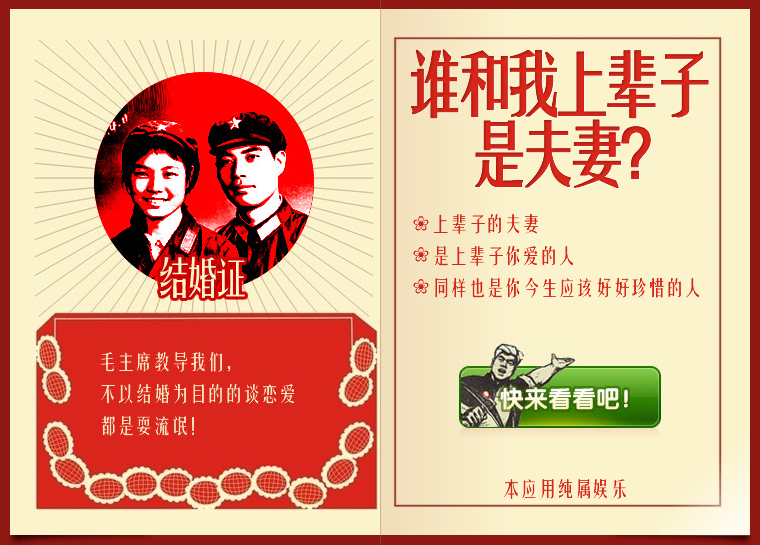 结婚证
毛主席教导我们，
不以结婚为目的的谈恋爱
都是耍流氓！
谁和我上辈子
是夫妻？
上辈子的夫妻
是上辈子你爱的人
同样也是你今生应该好好珍惜的人
快来看看吧！
本应用纯属娱乐